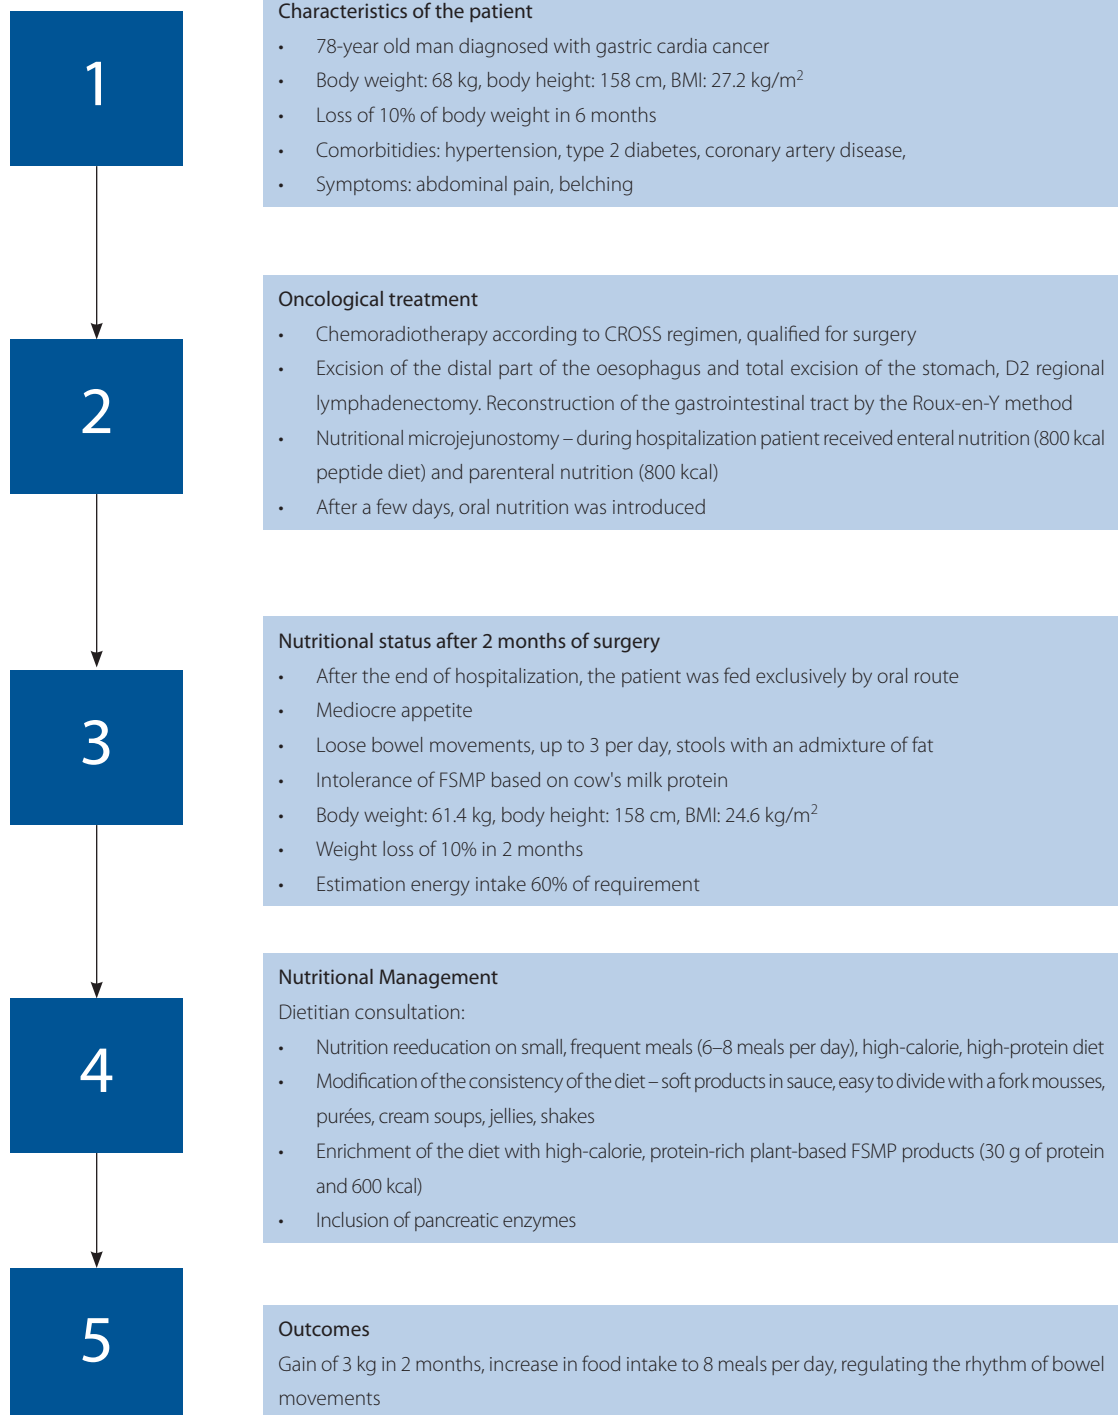 1
Characteristics of the patient
• 78-year old man diagnosed with gastric cardia cancer
• Body weight: 68 kg, body height: 158 cm, BMI: 27.2 kg/m2
• Loss of 10% of body weight in 6 months
• Comorbitidies: hypertension, type 2 diabetes, coronary artery disease,
• Symptoms: abdominal pain, belching
2
Oncological treatment
• Chemoradiotherapy according to CROSS regimen, qualified for surgery
• Excision of the distal part of the oesophagus and total excision of the stomach, D2 regional
lymphadenectomy. Reconstruction of the gastrointestinal tract by the Roux-en-Y method
• Nutritional microjejunostomy – during hospitalization patient received enteral nutrition (800 kcal
peptide diet) and parenteral nutrition (800 kcal)
• After a few days, oral nutrition was introduced
3
Nutritional status after 2 months of surgery
• After the end of hospitalization, the patient was fed exclusively by oral route
• Mediocre appetite
• Loose bowel movements, up to 3 per day, stools with an admixture of fat
• Intolerance of FSMP based on cow's milk protein
• Body weight: 61.4 kg, body height: 158 cm, BMI: 24.6 kg/m2
• Weight loss of 10% in 2 months
• Estimation energy intake 60% of requirement
4
Nutritional Management
Dietitian consultation:
• Nutrition reeducation on small, frequent meals (6–8 meals per day), high-calorie, high-protein diet
• Modification of the consistency of the diet – soft products in sauce, easy to divide with a fork mousses,
purées, cream soups, jellies, shakes
• Enrichment of the diet with high-calorie, protein-rich plant-based FSMP products (30 g of protein
and 600 kcal)
• Inclusion of pancreatic enzymes
5
Outcomes
Gain of 3 kg in 2 months, increase in food intake to 8 meals per day, regulating the rhythm of bowel
movements